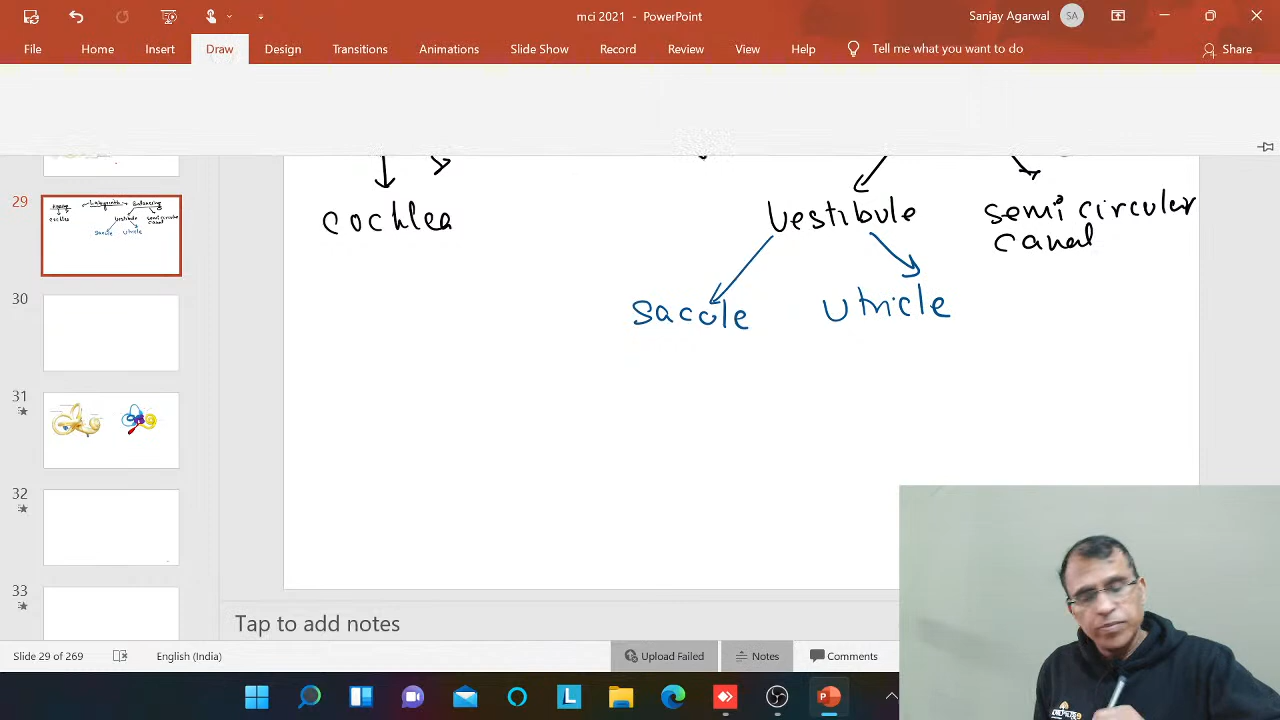 mci 2021 - PowerPoint
Sanjay Agarwal SA
File Home Insert Draw Design Transitions Animations Slide Show Record Review View Help Tell me what you want to do Share
29
30
31
32
33
cochlea
Vestibule
semi circuler
canal
saccule
Utricle
Tap to add notes
Slide 29 of 269 English (India) Upload Failed Notes Comments